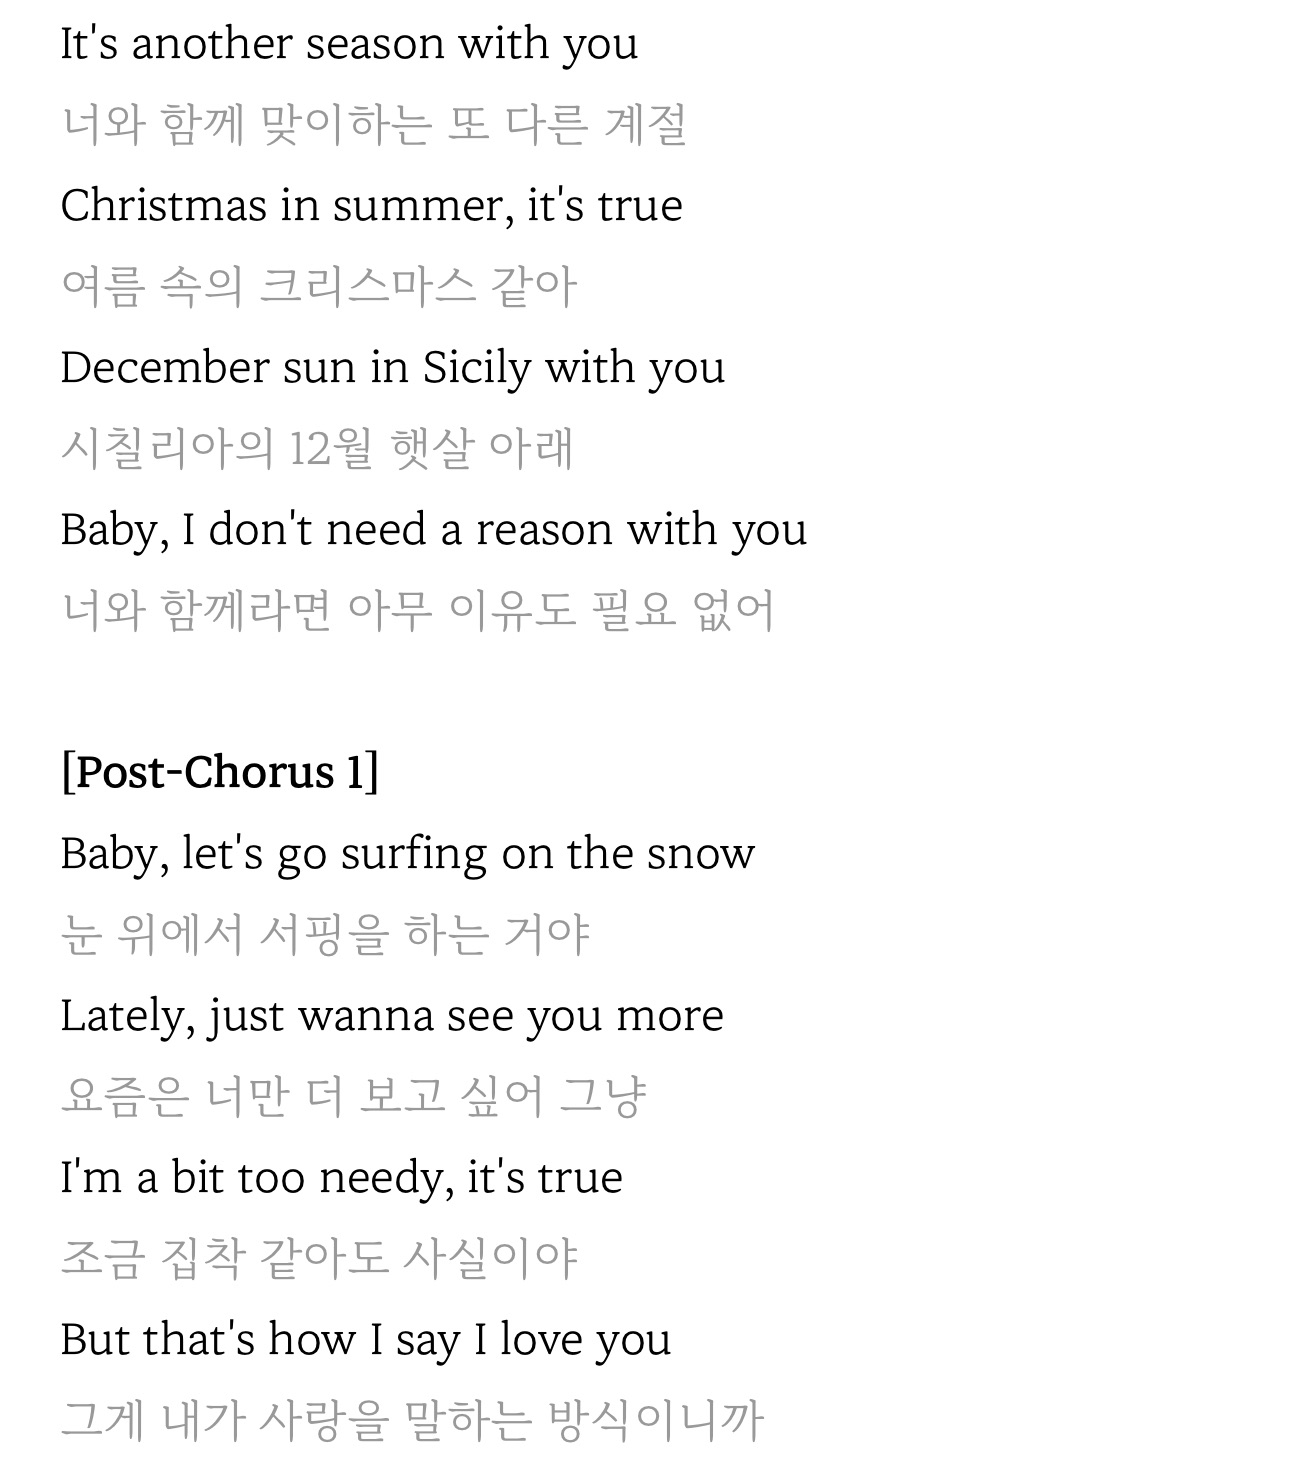 It's another season with you
너와 함께 맞이하는 또 다른 계절
Christmas in summer, it's true
여름 속의 크리스마스 같아
December sun in Sicily with you
시칠리아의 12월 햇살 아래
Baby, I don't need a reason with you
너와 함께라면 아무 이유도 필요 없어
[Post-Chorus 1]
Baby, let's go surfing on the snow
눈 위에서 서핑을 하는 거야
Lately, just wanna see you more
요즘은 너만 더 보고 싶어 그냥
I'm a bit too needy, it's true
조금 집착 같아도 사실이야
But that's how I say I love you
그게 내가 사랑을 말하는 방식이니까